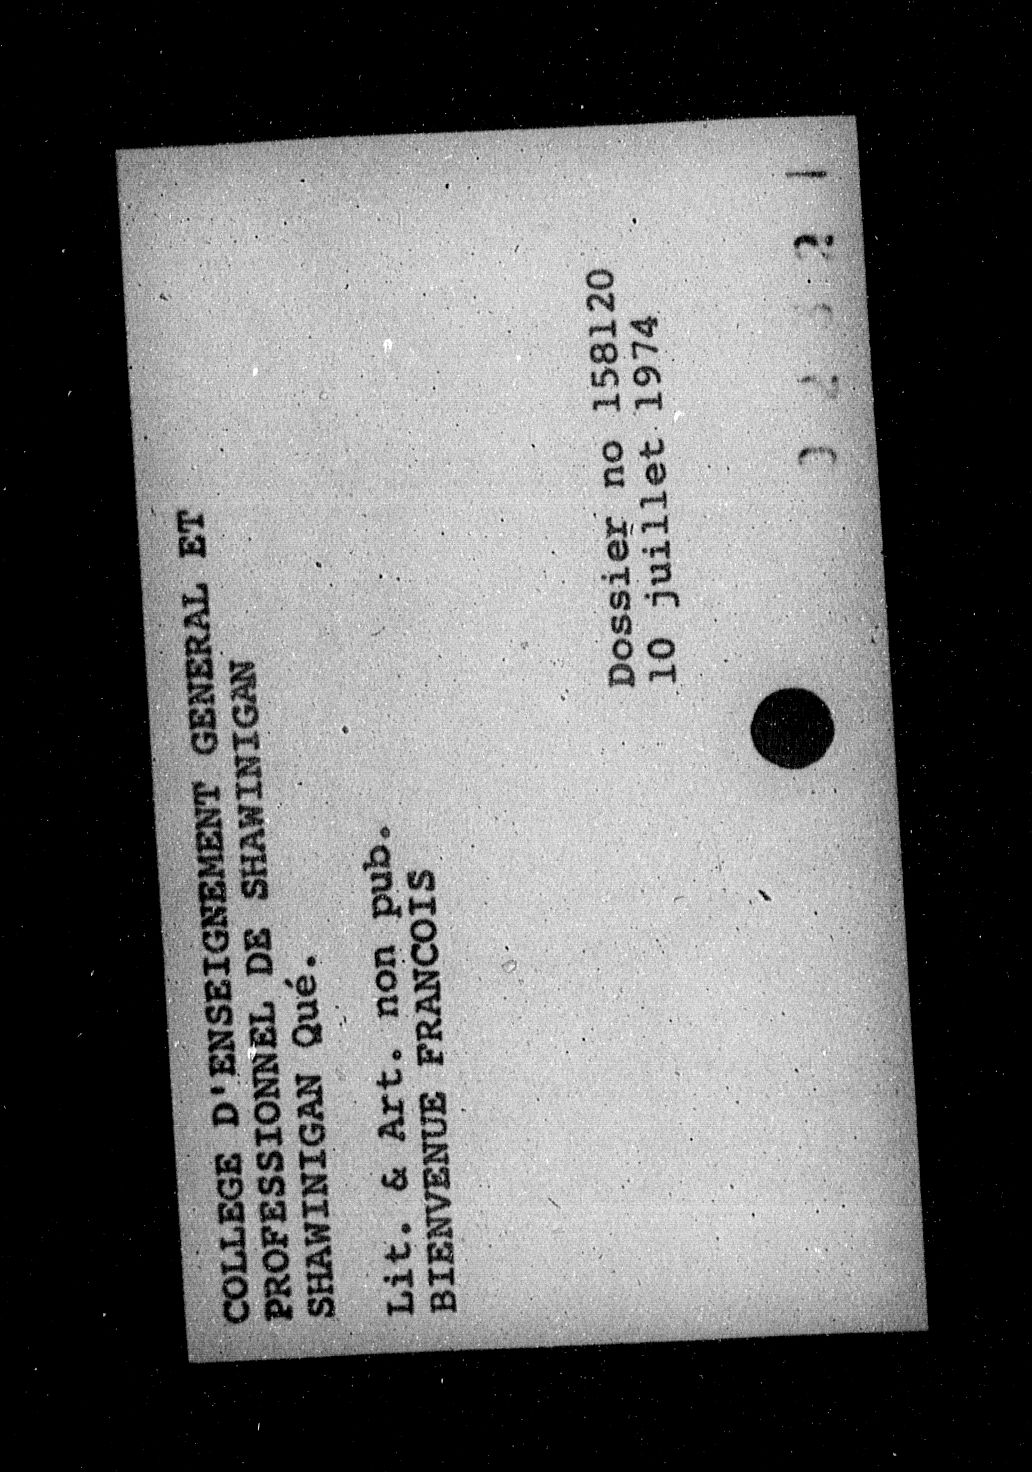 COLLEGE D'ENSEIGNEMENT GENERAL ET
PROFESSIONNEL DE SHAWINIGAN
SHAWINIGAN Qué.
Lit. & Art. non pub.
BIENVENUE FRANCOIS
Dossier no 158120
10 juillet 1974